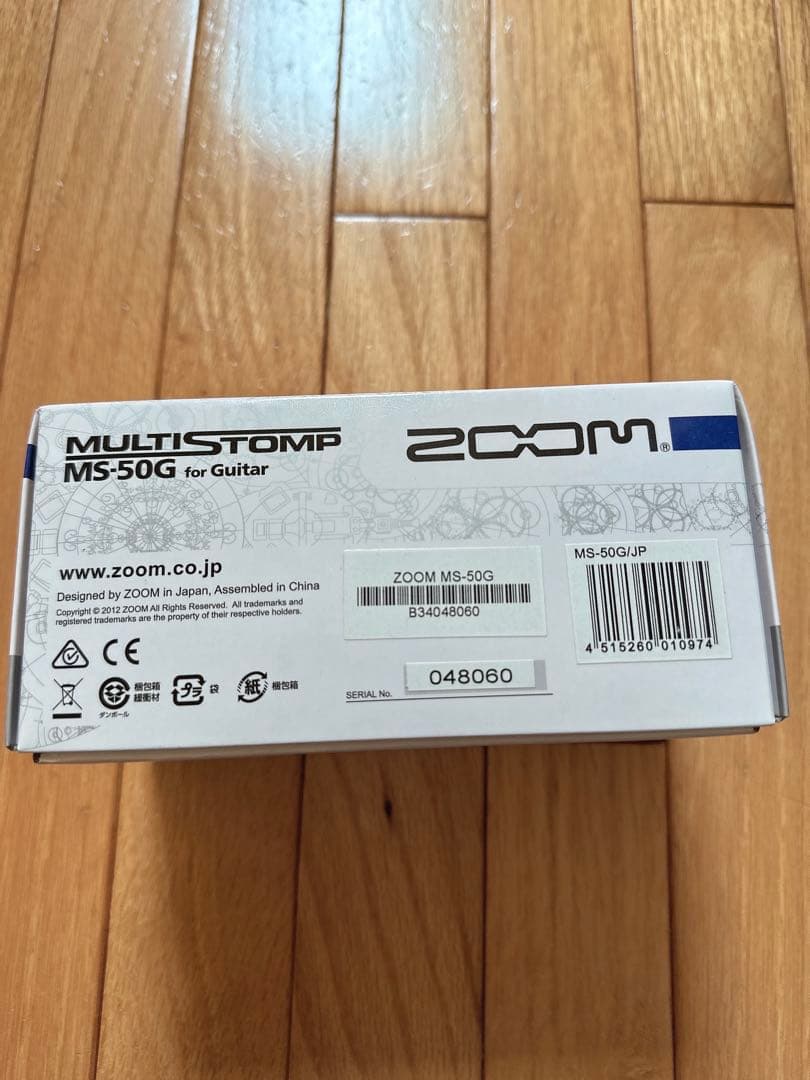 MULTI STOMP
MS-50G for Guitar
ZOOM®
www.zoom.co.jp
Designed by ZOOM in Japan, Assembled in China
Copyright © 2012 ZOOM All Rights Reserved. All trademarks and
registered trademarks are the property of their respective holders.
CE
梱包箱
緩衝材
ダンボール
プラ
袋
紙
梱包箱
ZOOM MS-50G
B34048060
SERIAL No.
048060
MS-50G/JP
4 515260 010974